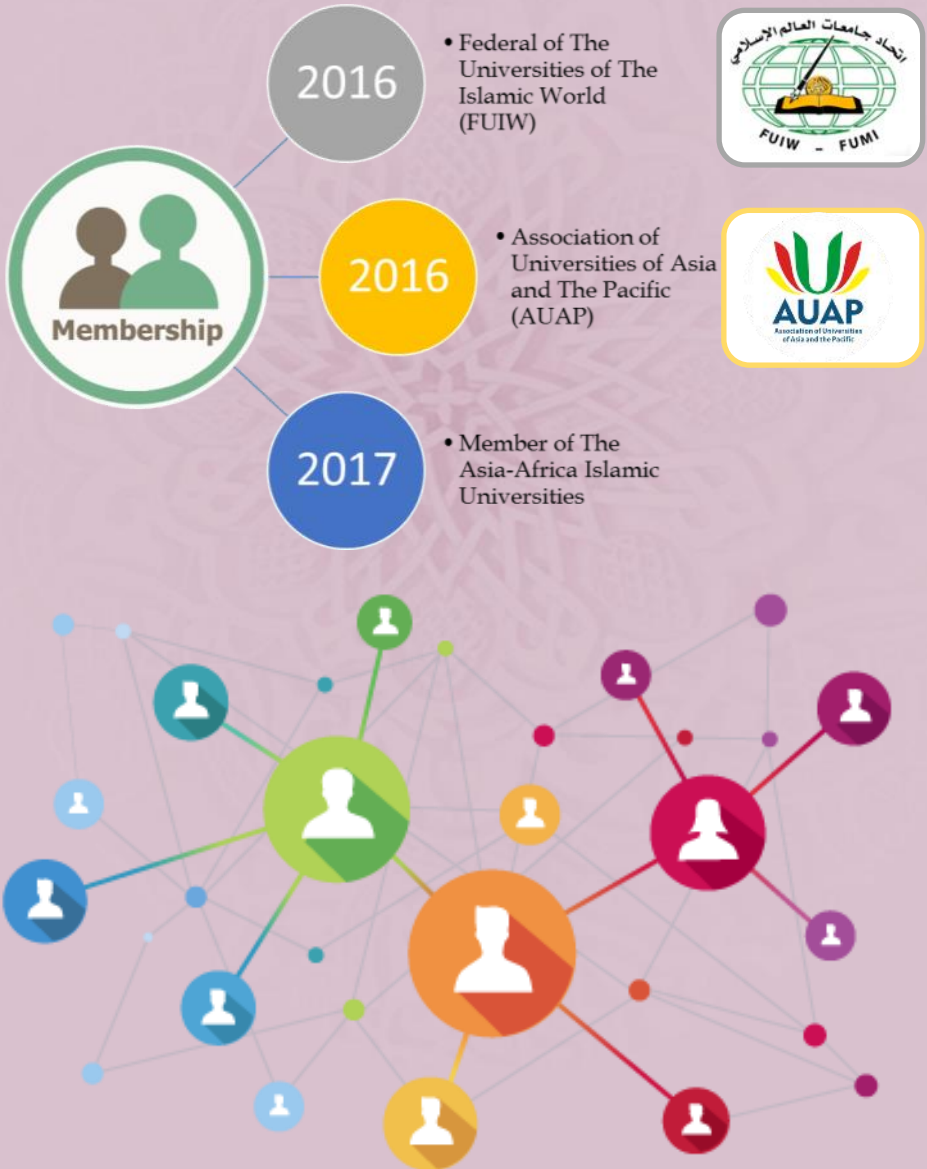 2016
• Federal of The
Universities of The
Islamic World
(FUIW)
اتحاد جامعات العالم الإسلامي
FUIW - FUMI
Membership
2016
• Association of
Universities of Asia
and The Pacific
(AUAP)
AUAP
Association of Universities
of Asia and the Pacific
2017
• Member of The
Asia-Africa Islamic
Universities